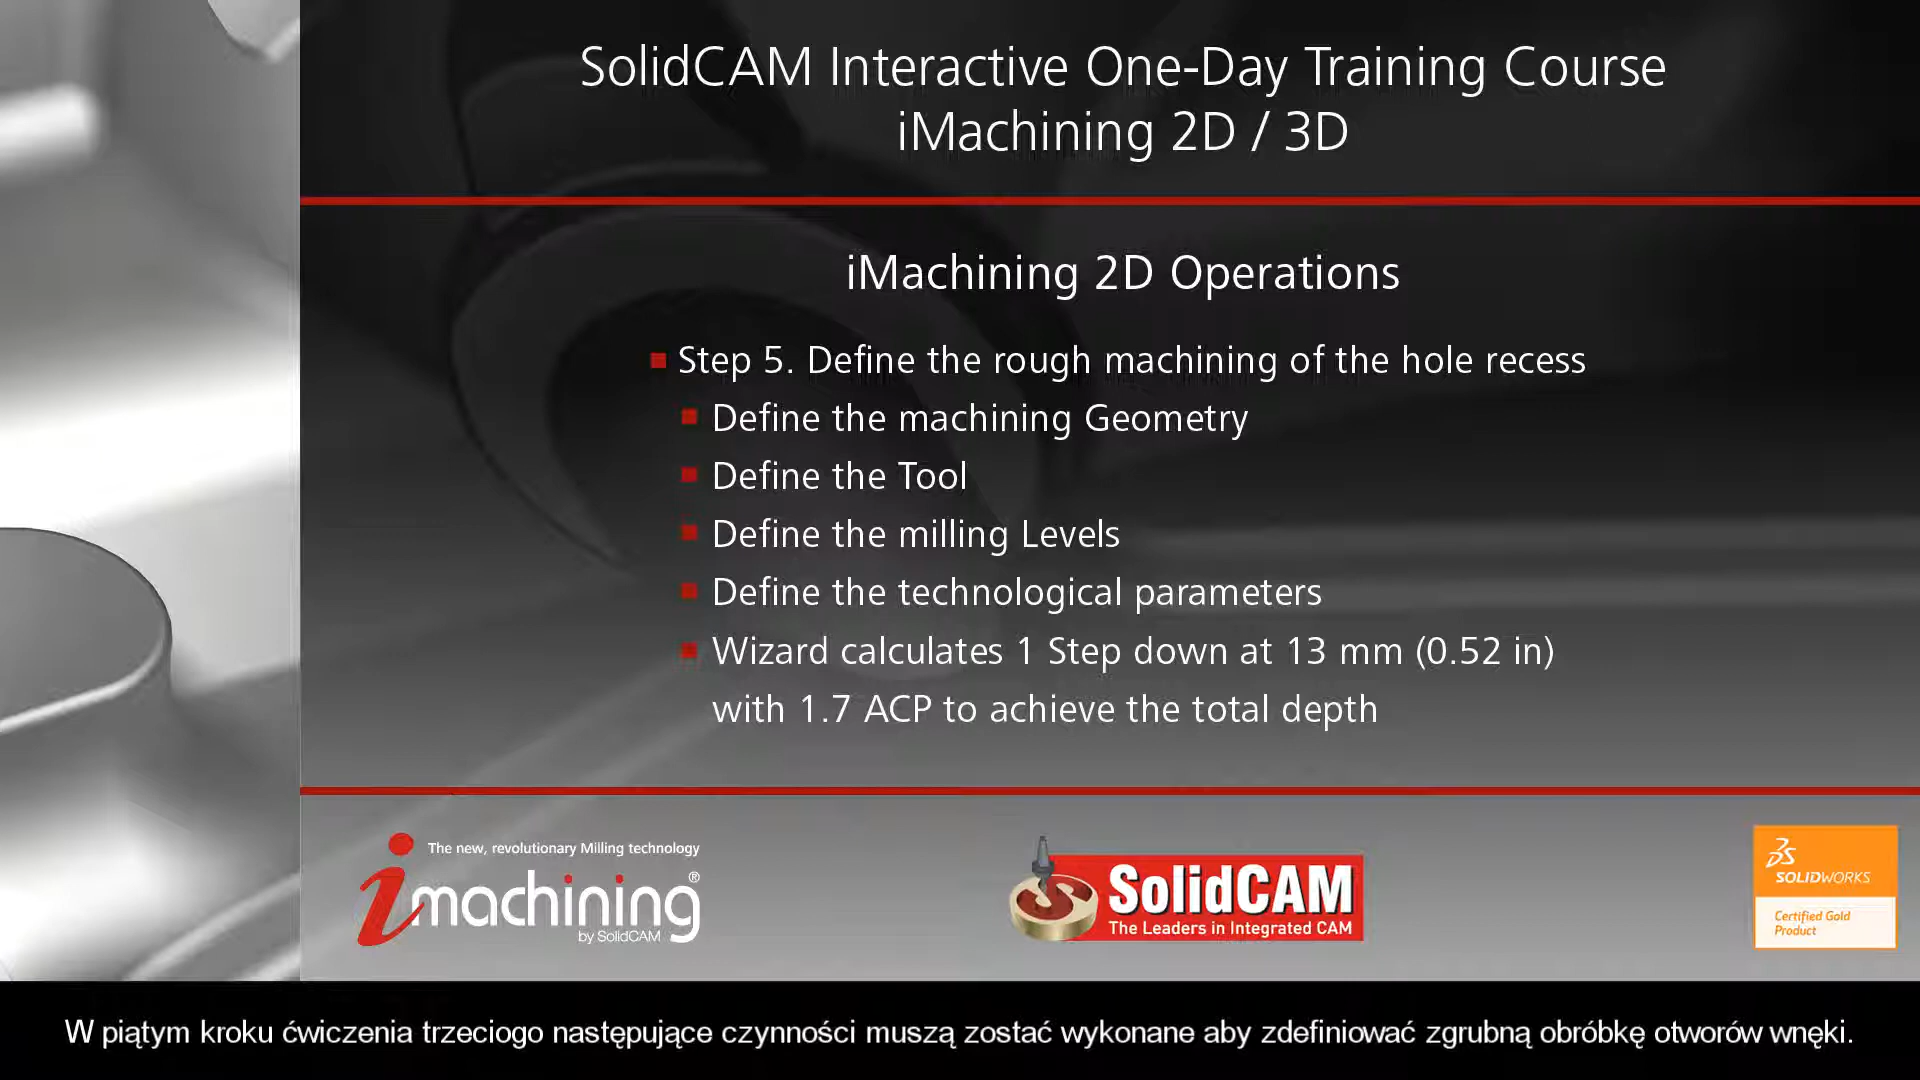 SolidCAM Interactive One-Day Training Course
iMachining 2D / 3D
iMachining 2D Operations
Step 5. Define the rough machining of the hole recess
Define the machining Geometry
Define the Tool
Define the milling Levels
Define the technological parameters
Wizard calculates 1 Step down at 13 mm (0.52 in)
with 1.7 ACP to achieve the total depth
The new, revolutionary Milling technology
imachining®
by SolidCAM
SolidCAM
The Leaders in Integrated CAM
SOLIDWORKS
Certified Gold
Product
W piątym kroku ćwiczenia trzeciogo następujące czynności muszą zostać wykonane aby zdefiniować zgrubną obróbkę otworów wnęki.